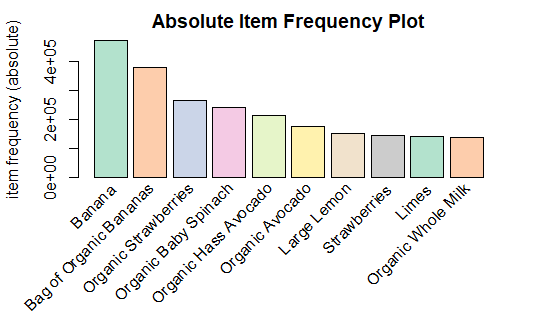 Absolute Item Frequency Plot
item frequency (absolute)
4e+05
2e+05
0e+00
Banana
Bag of Organic Bananas
Organic Strawberries
Organic Baby Spinach
Organic Hass Avocado
Organic Avocado
Large Lemon
Strawberries
Limes
Organic Whole Milk